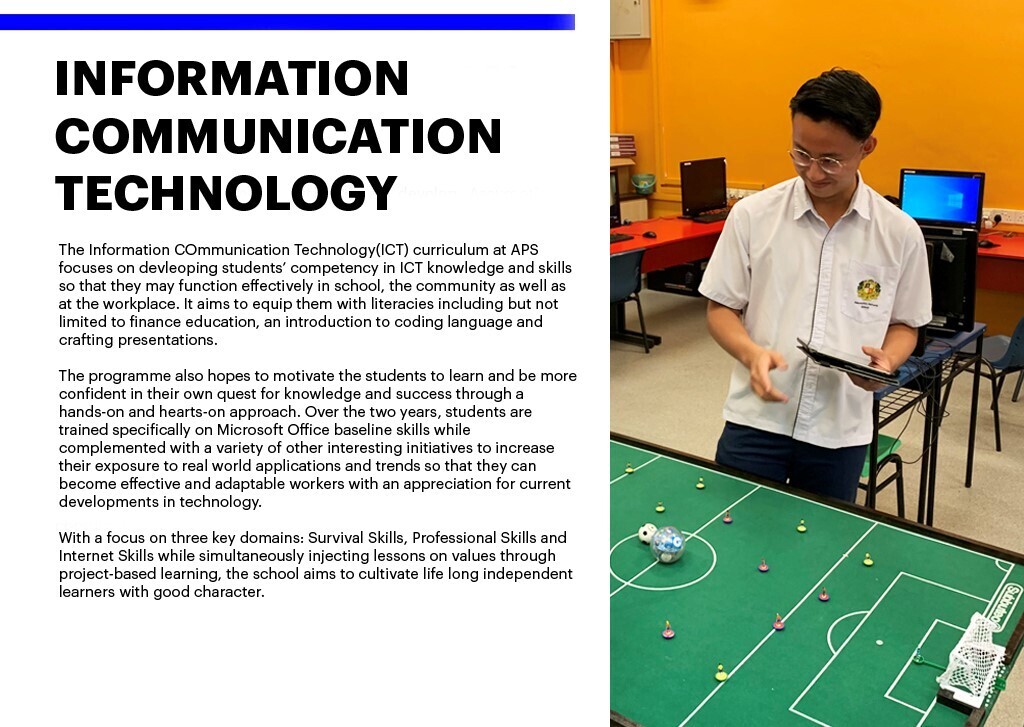 INFORMATION
COMMUNICATION
TECHNOLOGY
The Information COmmunication Technology(ICT) curriculum at APS
focuses on devleoping students' competency in ICT knowledge and skills
so that they may function effectively in school, the community as well as
at the workplace. It aims to equip them with literacies including but not
limited to finance education, an introduction to coding language and
crafting presentations.
The programme also hopes to motivate the students to learn and be more
confident in their own quest for knowledge and success through a
hands-on and hearts-on approach. Over the two years, students are
trained specifically on Microsoft Office baseline skills while
complemented with a variety of other interesting initiatives to increase
their exposure to real world applications and trends so that they can
become effective and adaptable workers with an appreciation for current
developments in technology.
With a focus on three key domains: Survival Skills, Professional Skills and
Internet Skills while simultaneously injecting lessons on values through
project-based learning, the school aims to cultivate life long independent
learners with good character.
Subbuteo